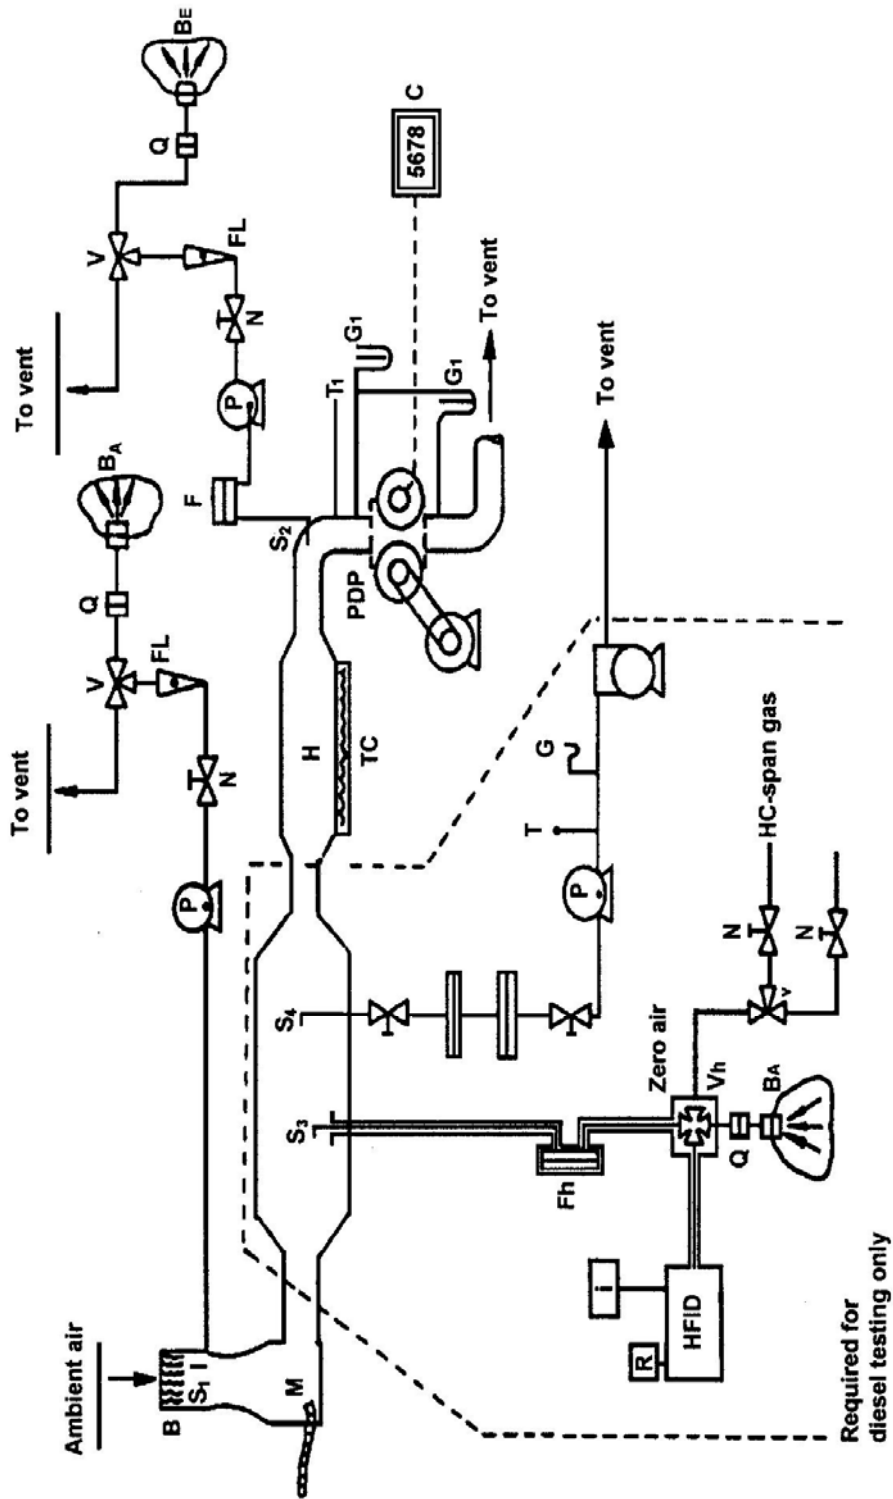 Ambient air
B
S1
I
M
To vent
V
FL
N
P
Q
BA
To vent
V
FL
N
P
Q
BE
F
S2
T1
G1
G1
PDP
C
5678
To vent
H
TC
S3
S4
Fh
P
T
G
To vent
Zero air
Vh
Q
BA
V
N
HC-span gas
N
R
i
HFID
Required for
diesel testing only